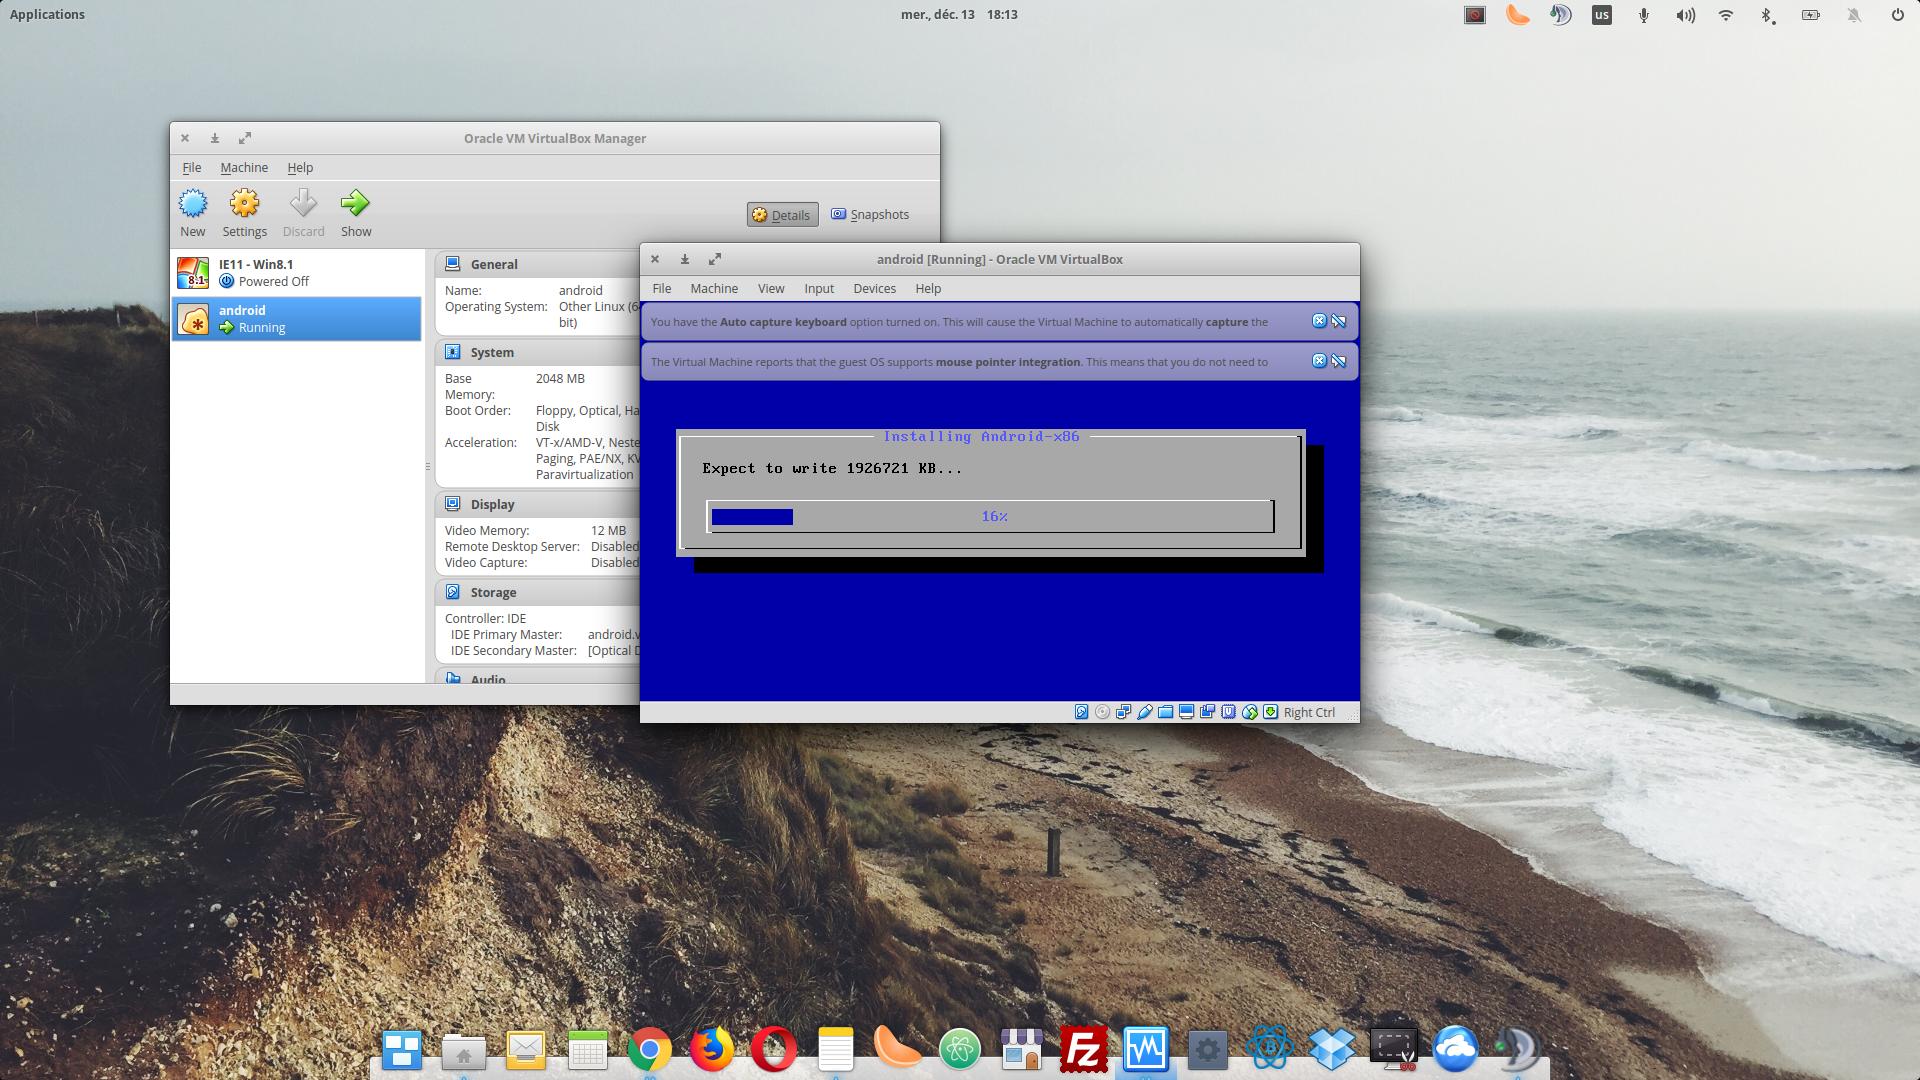 Applications
mer., déc. 13 18:13
us
Oracle VM VirtualBox Manager
File Machine Help
New Settings Discard Show
Details Snapshots
IE11 - Win8.1
Powered Off
8.1
android
Running
General
Name: android
Operating System: Other Linux (6
bit)
System
Base 2048 MB
Memory:
Boot Order: Floppy, Optical, Ha
Disk
Acceleration: VT-x/AMD-V, Neste
Paging, PAE/NX, KV
Paravirtualization
Display
Video Memory: 12 MB
Remote Desktop Server: Disabled
Video Capture: Disabled
Storage
Controller: IDE
IDE Primary Master: android.v
IDE Secondary Master: [Optical D
Audio
android [Running] - Oracle VM VirtualBox
File Machine View Input Devices Help
You have the Auto capture keyboard option turned on. This will cause the Virtual Machine to automatically capture the
The Virtual Machine reports that the guest OS supports mouse pointer integration. This means that you do not need to
Installing Android-x86
Expect to write 1926721 KB...
16%
Right Ctrl
Fz